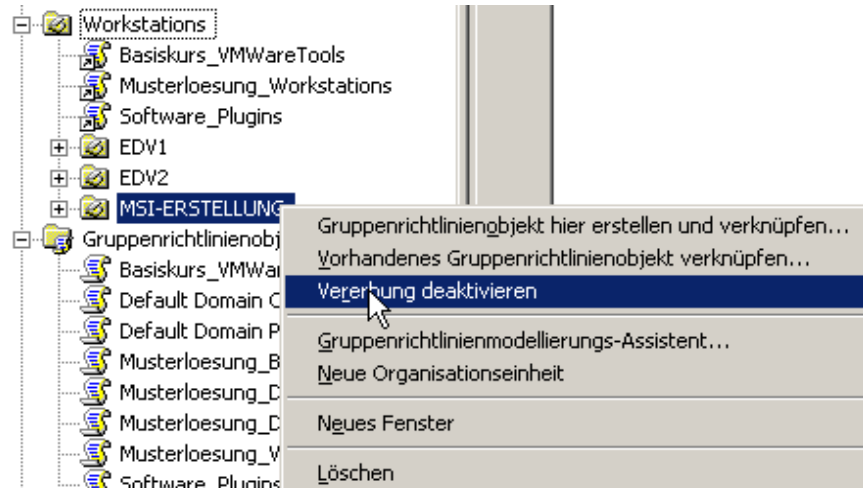 Workstations
Basiskurs_VMWareTools
Musterloesung_Workstations
Software_Plugins
EDV1
EDV2
MSI-ERSTELLUNG
Gruppenrichtlinienobj
Basiskurs_VMWar
Default Domain C
Default Domain P
Musterloesung_B
Musterloesung_D
Musterloesung_D
Musterloesung_V
Software_Plugins
Gruppenrichtlinienobjekt hier erstellen und verknüpfen...
Vorhandenes Gruppenrichtlinienobjekt verknüpfen...
Vererbung deaktivieren
Gruppenrichtlinienmodellierungs-Assistent...
Neue Organisationseinheit
Neues Fenster
Löschen